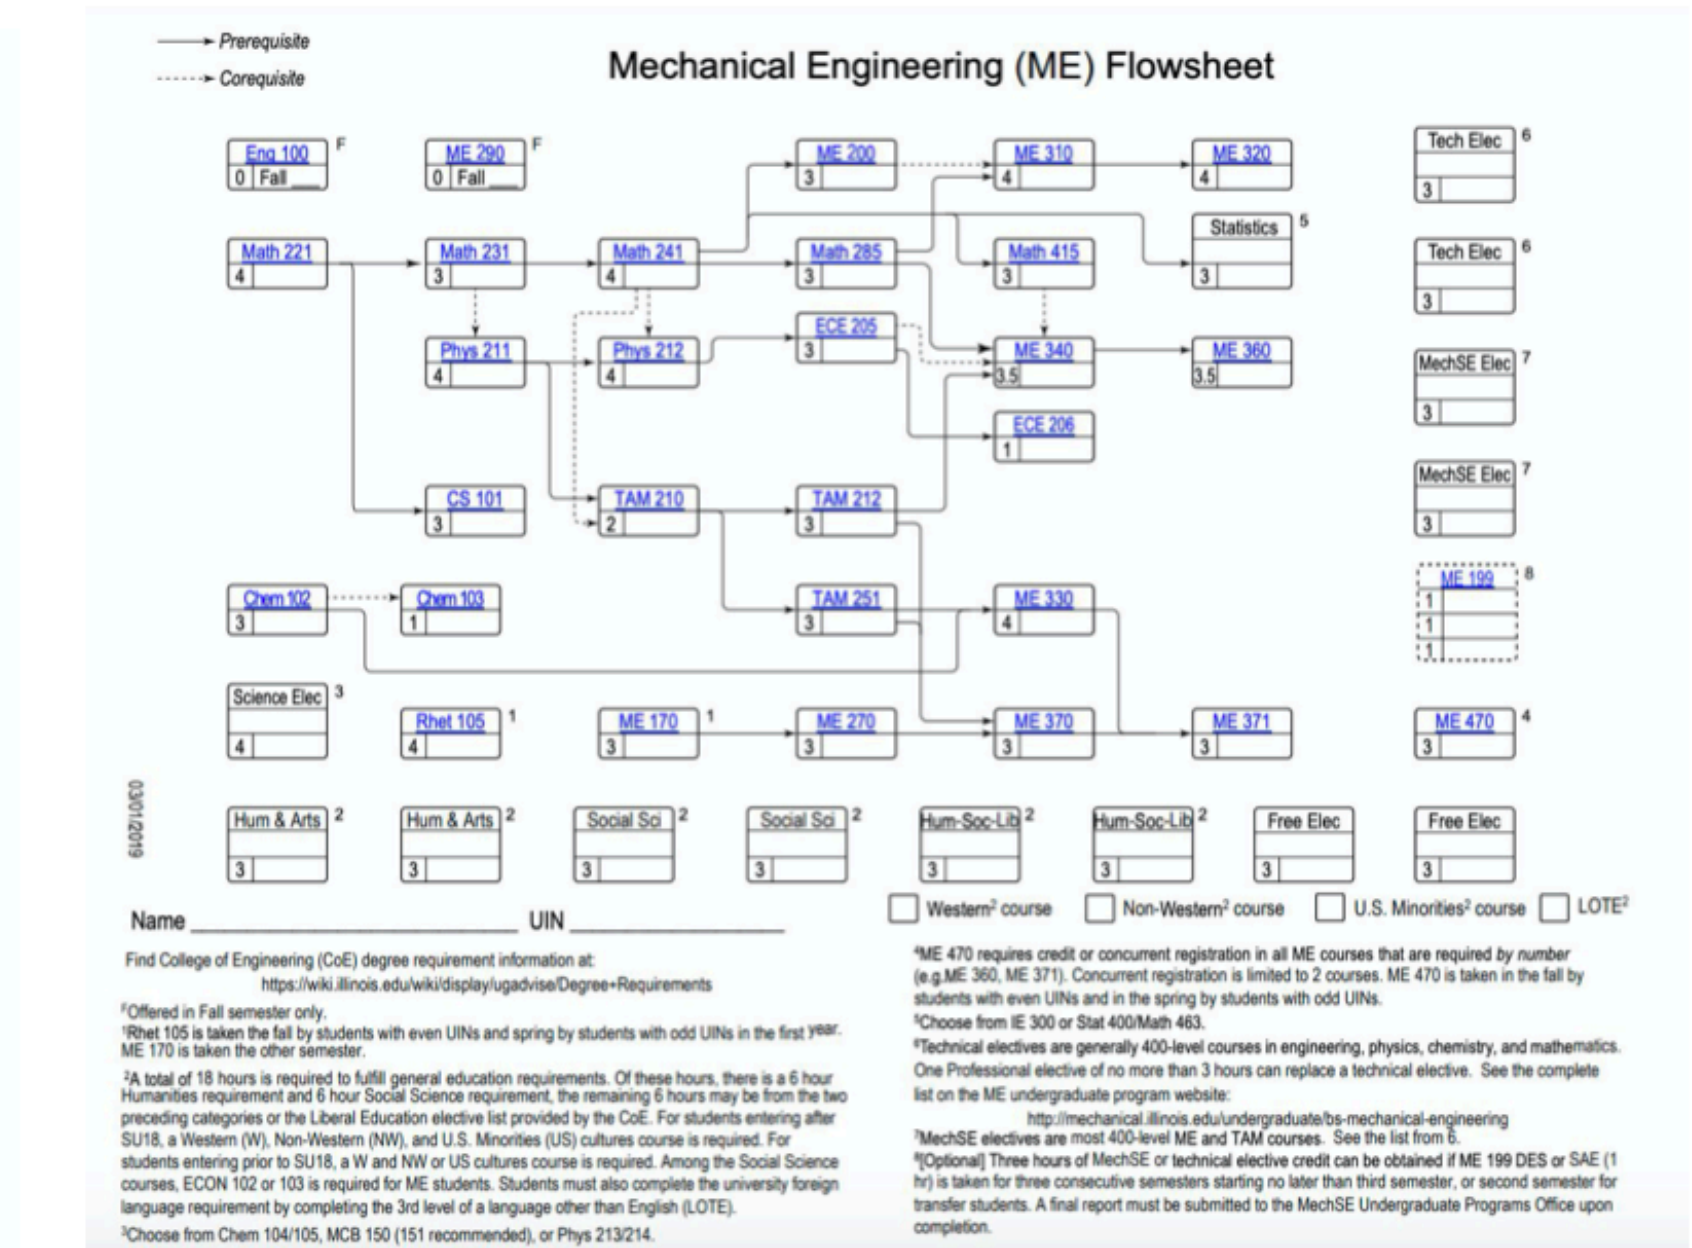 Prerequisite
Corequisite
Mechanical Engineering (ME) Flowsheet
Eng 100 F
0 Fall ___
ME 290 F
0 Fall ___
ME 200
3
ME 310
4
ME 320
4
Tech Elec 6
3
Math 221
4
Math 231
3
Math 241
4
Math 285
3
Math 415
3
Statistics 5
3
Tech Elec 6
3
Phys 211
4
Phys 212
4
ECE 205
3
ME 340
3.5
ME 360
3.5
MechSE Elec 7
3
ECE 206
1
CS 101
3
TAM 210
2
TAM 212
3
MechSE Elec 7
3
Chem 102
3
Chem 103
1
TAM 251
3
ME 330
4
ME 199 8
1
1
1
Science Elec 3
4
Rhet 105 1
4
ME 170 1
3
ME 270
3
ME 370
3
ME 371
3
ME 470 4
3
03/01/2019
Hum & Arts 2
3
Hum & Arts 2
3
Social Sci 2
3
Social Sci 2
3
Hum-Soc-Lib 2
3
Hum-Soc-Lib 2
3
Free Elec
3
Free Elec
3
Western² course
Non-Western² course
U.S. Minorities² course
LOTE²
Name ______ UIN ______
Find College of Engineering (CoE) degree requirement information at:
https://wiki.illinois.edu/wiki/display/ugadvise/Degree+Requirements
ᶠOffered in Fall semester only.
¹Rhet 105 is taken the fall by students with even UINs and spring by students with odd UINs in the first year.
ME 170 is taken the other semester.
²A total of 18 hours is required to fulfill general education requirements. Of these hours, there is a 6 hour
Humanities requirement and 6 hour Social Science requirement, the remaining 6 hours may be from the two
preceding categories or the Liberal Education elective list provided by the CoE. For students entering after
SU18, a Western (W), Non-Western (NW), and U.S. Minorities (US) cultures course is required. For
students entering prior to SU18, a W and NW or US cultures course is required. Among the Social Science
courses, ECON 102 or 103 is required for ME students. Students must also complete the university foreign
language requirement by completing the 3rd level of a language other than English (LOTE).
³Choose from Chem 104/105, MCB 150 (151 recommended), or Phys 213/214.
⁴ME 470 requires credit or concurrent registration in all ME courses that are required by number
(e.g.ME 360, ME 371). Concurrent registration is limited to 2 courses. ME 470 is taken in the fall by
students with even UINs and in the spring by students with odd UINs.
⁵Choose from IE 300 or Stat 400/Math 463.
⁶Technical electives are generally 400-level courses in engineering, physics, chemistry, and mathematics.
One Professional elective of no more than 3 hours can replace a technical elective. See the complete
list on the ME undergraduate program website:
http://mechanical.illinois.edu/undergraduate/bs-mechanical-engineering
⁷MechSE electives are most 400-level ME and TAM courses. See the list from 6.
⁸[Optional] Three hours of MechSE or technical elective credit can be obtained if ME 199 DES or SAE (1
hr) is taken for three consecutive semesters starting no later than third semester, or second semester for
transfer students. A final report must be submitted to the MechSE Undergraduate Programs Office upon
completion.